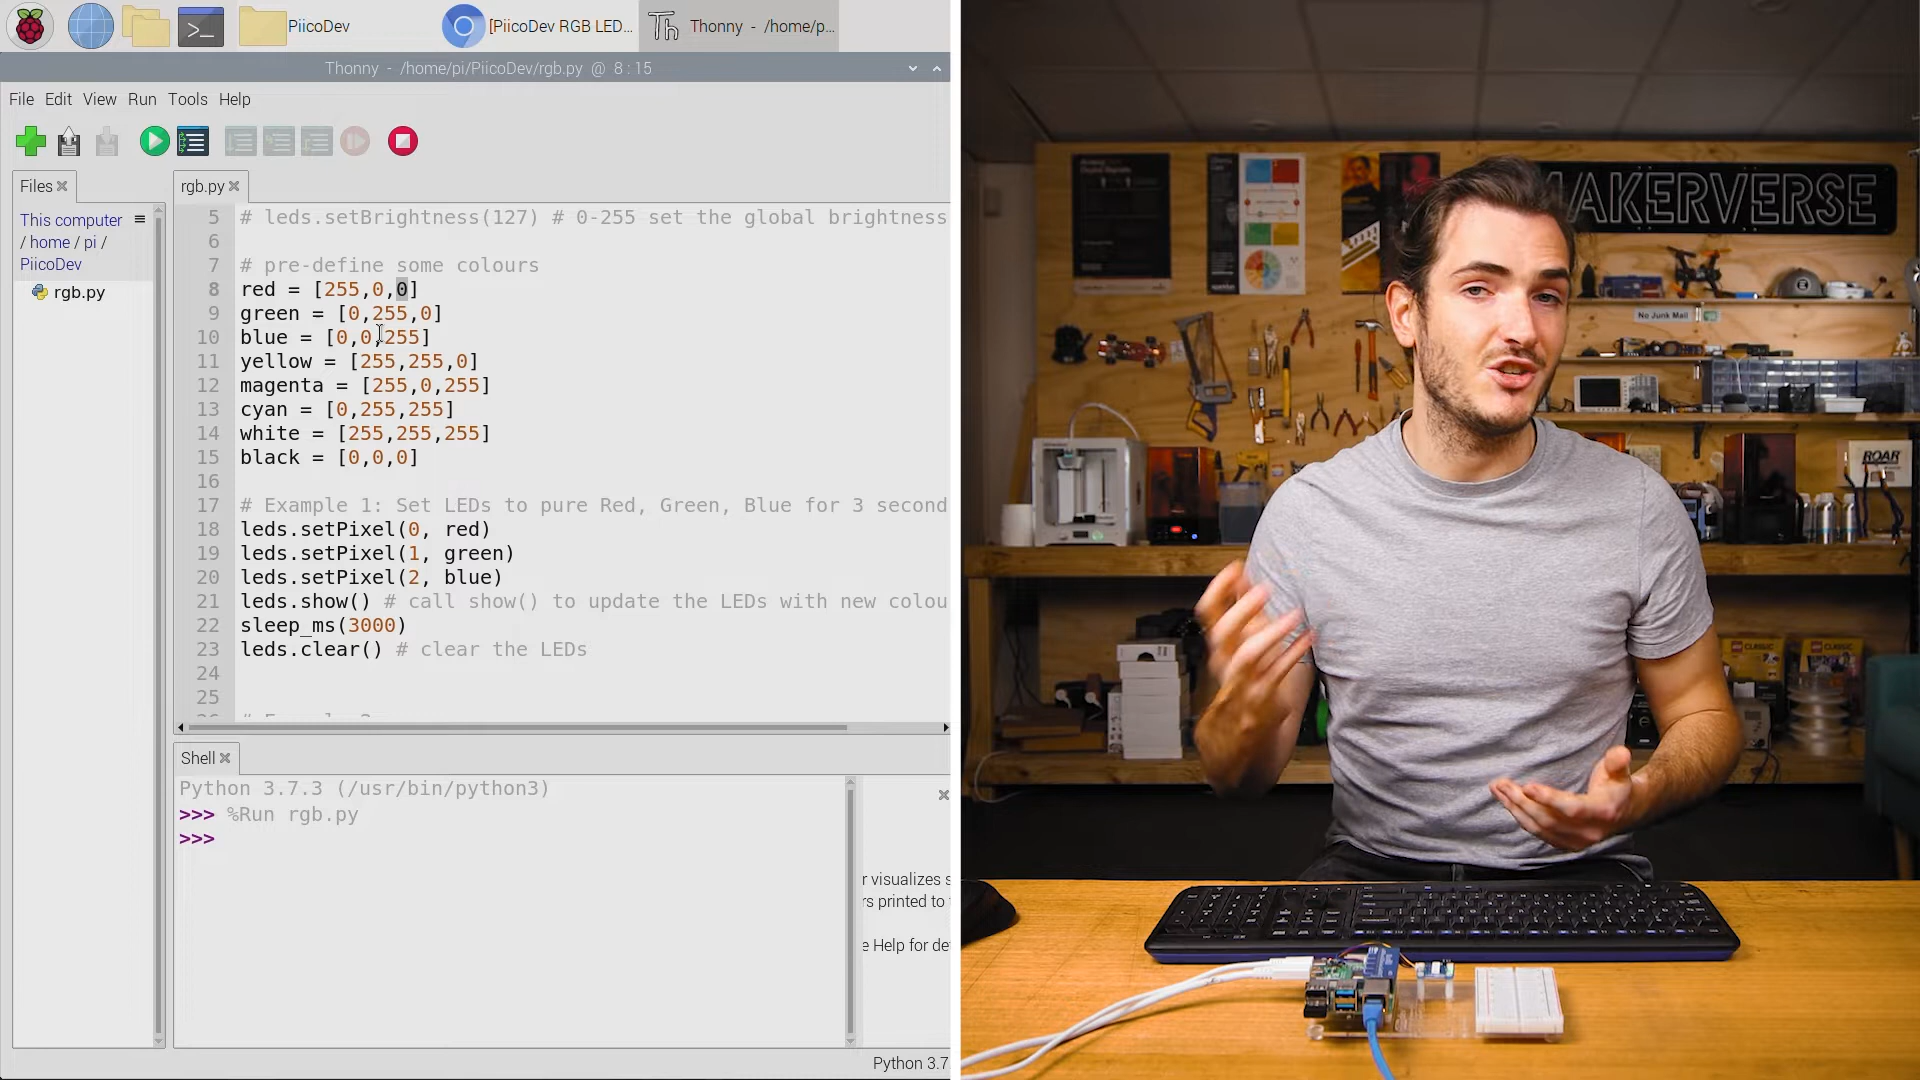 PiicoDev
[PiicoDev RGB LED...
Thonny - /home/p...
Thonny - /home/pi/PiicoDev/rgb.py @ 8 : 15
File Edit View Run Tools Help
Files
rgb.py
This computer
/ home / pi /
PiicoDev
rgb.py
5 # leds.setBrightness(127) # 0-255 set the global brightness
6
7 # pre-define some colours
8 red = [255,0,0]
9 green = [0,255,0]
10 blue = [0,0,255]
11 yellow = [255,255,0]
12 magenta = [255,0,255]
13 cyan = [0,255,255]
14 white = [255,255,255]
15 black = [0,0,0]
16
17 # Example 1: Set LEDs to pure Red, Green, Blue for 3 second
18 leds.setPixel(0, red)
19 leds.setPixel(1, green)
20 leds.setPixel(2, blue)
21 leds.show() # call show() to update the LEDs with new colou
22 sleep_ms(3000)
23 leds.clear() # clear the LEDs
24
25
Shell
Python 3.7.3 (/usr/bin/python3)
>>> %Run rgb.py
>>>
r visualizes s
rs printed to
e Help for de
Python 3.7
MAKERVERSE
No Junk Mail
ROAR